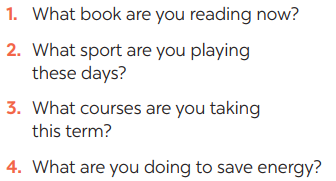 1. What book are you reading now?
2. What sport are you playing
these days?
3. What courses are you taking
this term?
4. What are you doing to save energy?